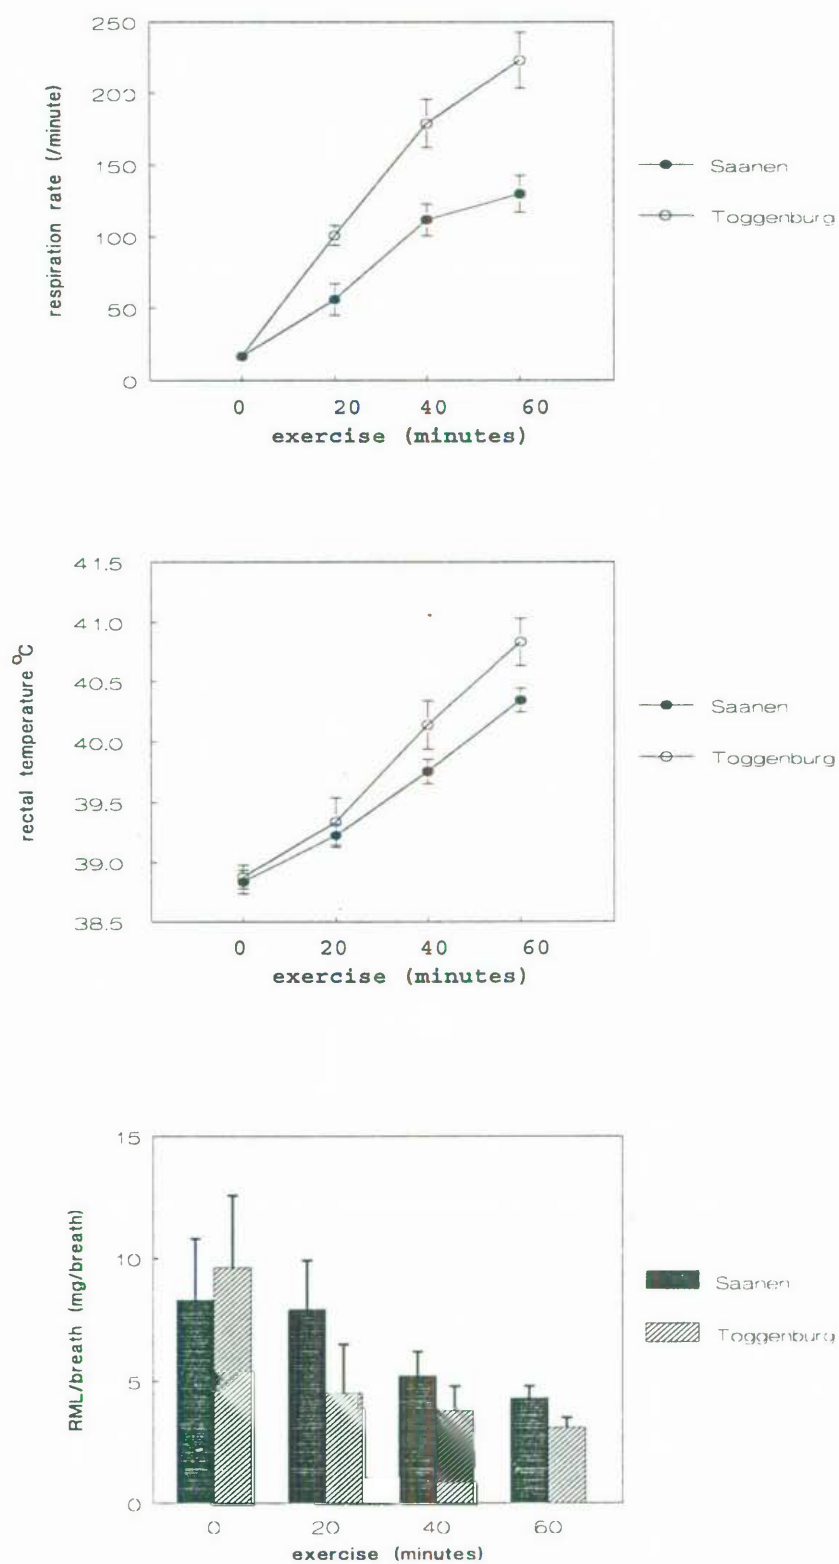 250
200
150
100
50
0
respiration rate (/minute)
Saanen
Toggenburg
0 20 40 60
exercise (minutes)
41.5
41.0
40.5
40.0
39.5
39.0
38.5
rectal temperature °C
Saanen
Toggenburg
0 20 40 60
exercise (minutes)
15
10
5
0
RML/breath (mg/breath)
Saanen
Toggenburg
0 20 40 60
exercise (minutes)